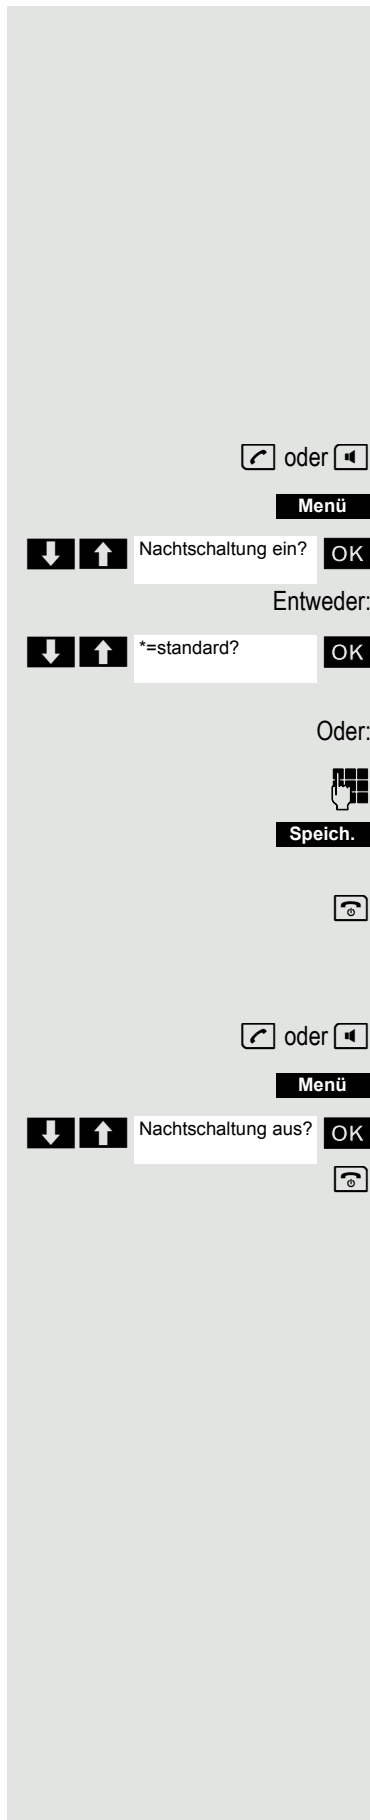 oder
Menü
Nachtschaltung ein? OK
Entweder:
*=standard? OK
Oder:
Speich.
oder
Menü
Nachtschaltung aus? OK